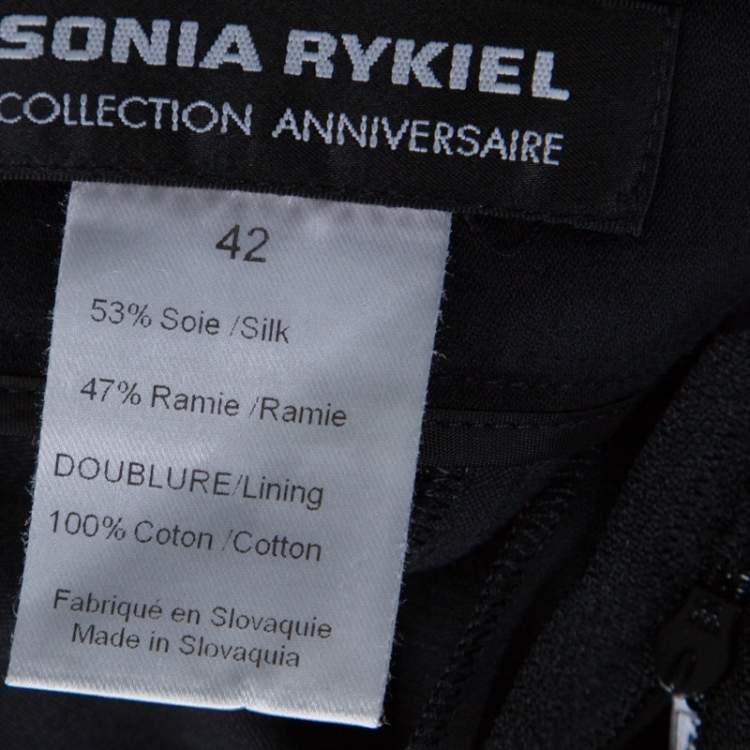 SONIA RYKIEL
COLLECTION ANNIVERSAIRE
42
53% Soie /Silk
47% Ramie /Ramie
DOUBLURE/Lining
100% Coton /Cotton
Fabriqué en Slovaquie
Made in Slovaquia